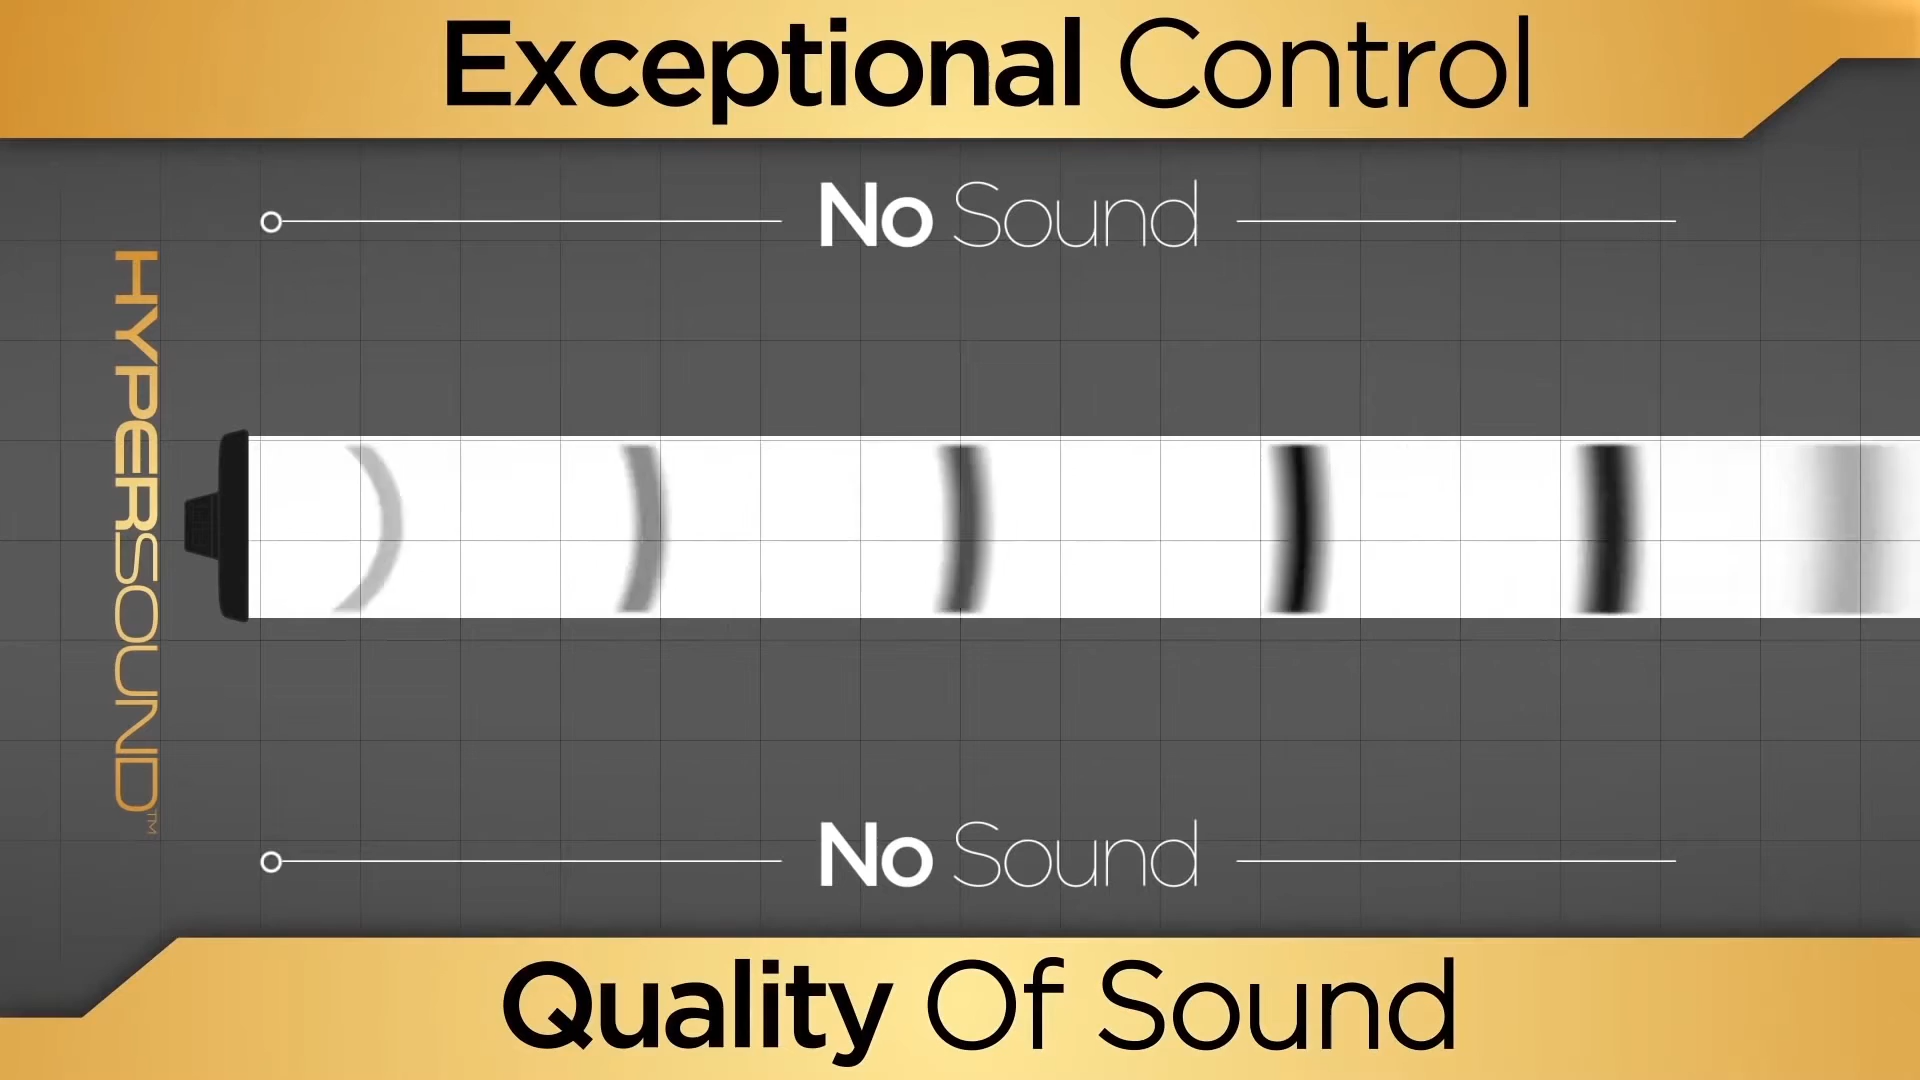 Exceptional Control
No Sound
HYPERSOUND™
No Sound
Quality Of Sound